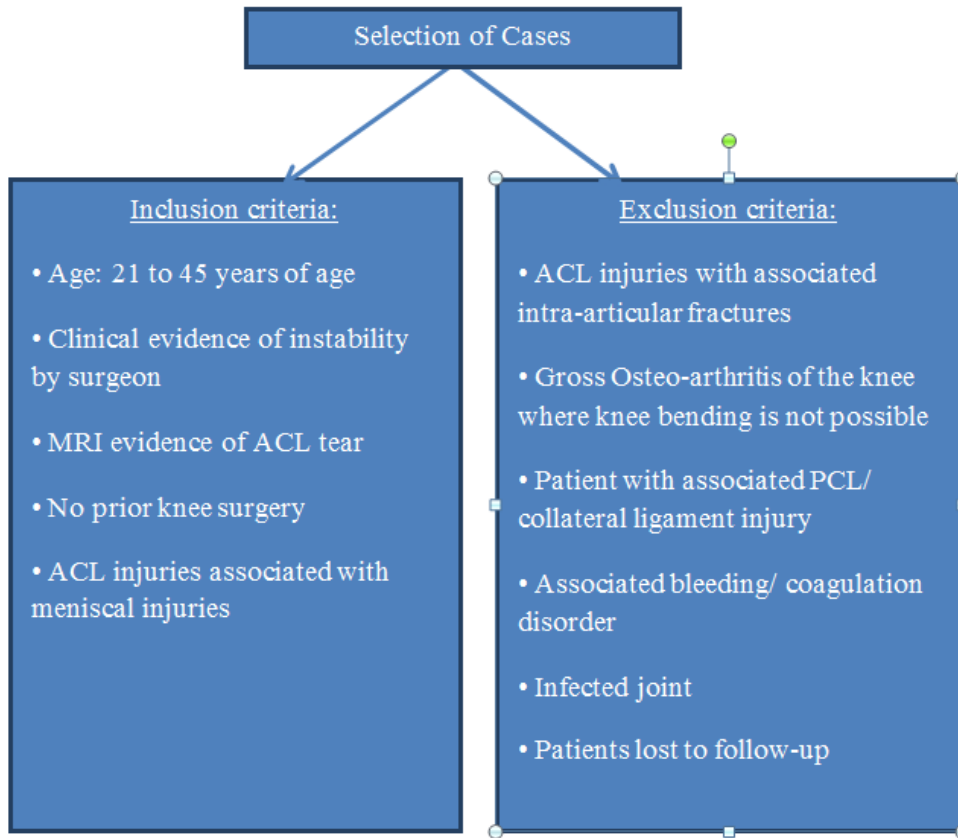 Selection of Cases
Inclusion criteria:
• Age: 21 to 45 years of age
• Clinical evidence of instability
by surgeon
• MRI evidence of ACL tear
• No prior knee surgery
• ACL injuries associated with
meniscal injuries
Exclusion criteria:
• ACL injuries with associated
intra-articular fractures
• Gross Osteo-arthritis of the knee
where knee bending is not possible
• Patient with associated PCL/
collateral ligament injury
• Associated bleeding/ coagulation
disorder
• Infected joint
• Patients lost to follow-up